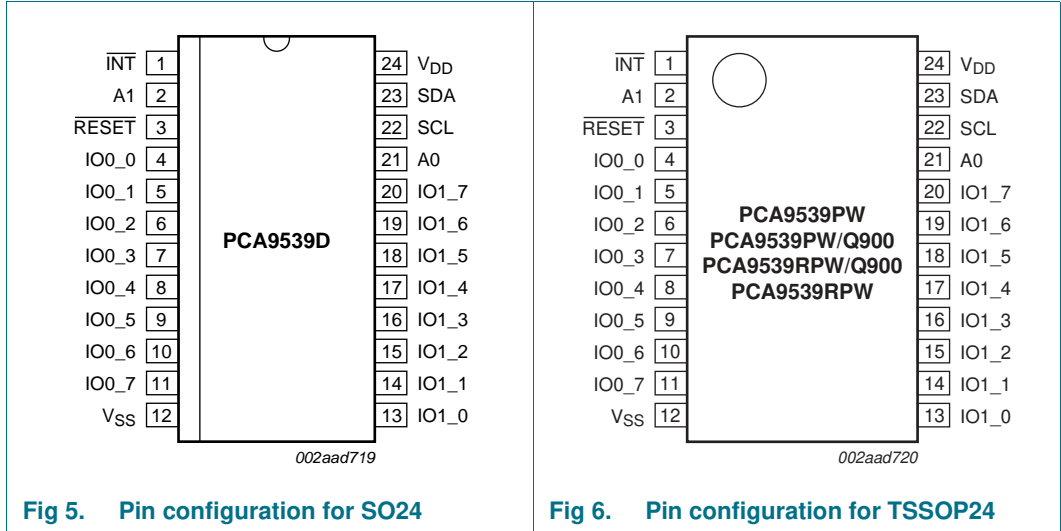 INT 1 24 VDD
A1 2 23 SDA
RESET 3 22 SCL
IO0_0 4 21 A0
IO0_1 5 20 IO1_7
IO0_2 6 19 IO1_6
IO0_3 7 18 IO1_5
IO0_4 8 17 IO1_4
IO0_5 9 16 IO1_3
IO0_6 10 15 IO1_2
IO0_7 11 14 IO1_1
VSS 12 13 IO1_0
PCA9539D
002aad719
Fig 5. Pin configuration for SO24
INT 1 24 VDD
A1 2 23 SDA
RESET 3 22 SCL
IO0_0 4 21 A0
IO0_1 5 20 IO1_7
IO0_2 6 19 IO1_6
IO0_3 7 18 IO1_5
IO0_4 8 17 IO1_4
IO0_5 9 16 IO1_3
IO0_6 10 15 IO1_2
IO0_7 11 14 IO1_1
VSS 12 13 IO1_0
PCA9539PW
PCA9539PW/Q900
PCA9539RPW/Q900
PCA9539RPW
002aad720
Fig 6. Pin configuration for TSSOP24